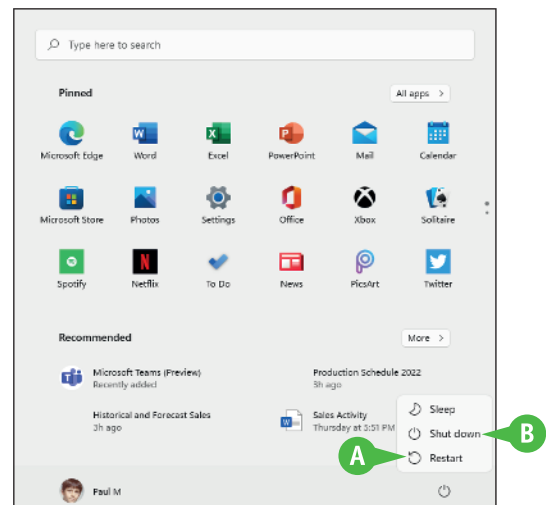 Type here to search
Pinned
All apps >
Microsoft Edge Word Excel PowerPoint Mail Calendar
Microsoft Store Photos Settings Office Xbox Solitaire
Spotify Netflix To Do News PicsArt Twitter
Recommended
More >
Microsoft Teams (Preview)
Recently added
Production Schedule 2022
3h ago
Historical and Forecast Sales
3h ago
Sales Activity
Thursday at 3:51 PM
Sleep
Shut down
B
A
Restart
Paul M